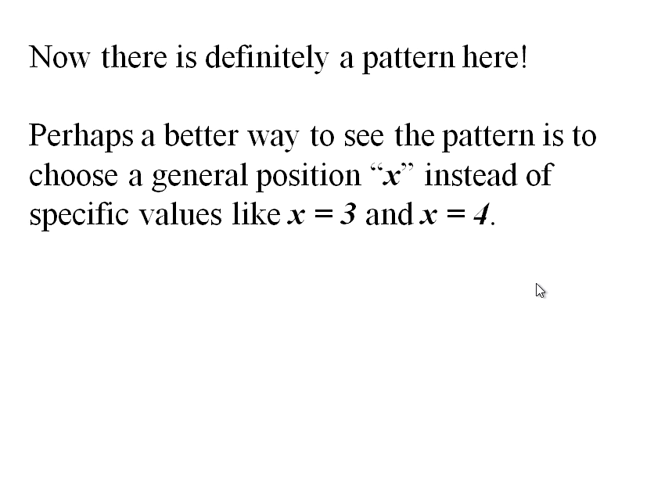 Now there is definitely a pattern here!
Perhaps a better way to see the pattern is to
choose a general position “x” instead of
specific values like x = 3 and x = 4.